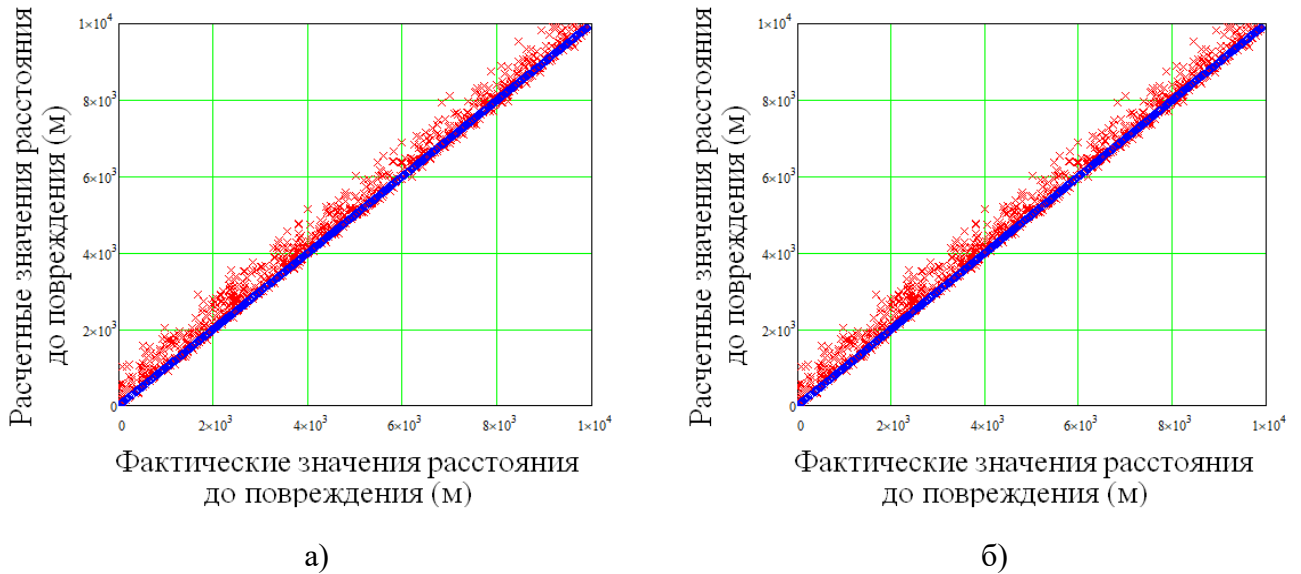 Расчетные значения расстояния
до повреждения (м)
1×10⁴
8×10³
6×10³
4×10³
2×10³
0
0
2×10³
4×10³
6×10³
8×10³
1×10⁴
Фактические значения расстояния
до повреждения (м)
а)
Расчетные значения расстояния
до повреждения (м)
1×10⁴
8×10³
6×10³
4×10³
2×10³
0
0
2×10³
4×10³
6×10³
8×10³
1×10⁴
Фактические значения расстояния
до повреждения (м)
б)